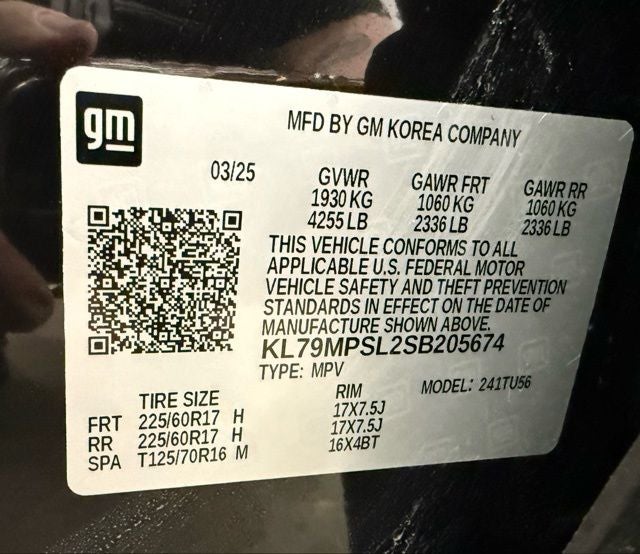 gm
MFD BY GM KOREA COMPANY
03/25 GVWR GAWR FRT GAWR RR
1930 KG 1060 KG 1060 KG
4255 LB 2336 LB 2336 LB
THIS VEHICLE CONFORMS TO ALL
APPLICABLE U.S. FEDERAL MOTOR
VEHICLE SAFETY AND THEFT PREVENTION
STANDARDS IN EFFECT ON THE DATE OF
MANUFACTURE SHOWN ABOVE.
KL79MPSL2SB205674
TYPE: MPV MODEL: 241TU56
TIRE SIZE RIM
FRT 225/60R17 H 17X7.5J
RR 225/60R17 H 17X7.5J
SPA T125/70R16 M 16X4BT